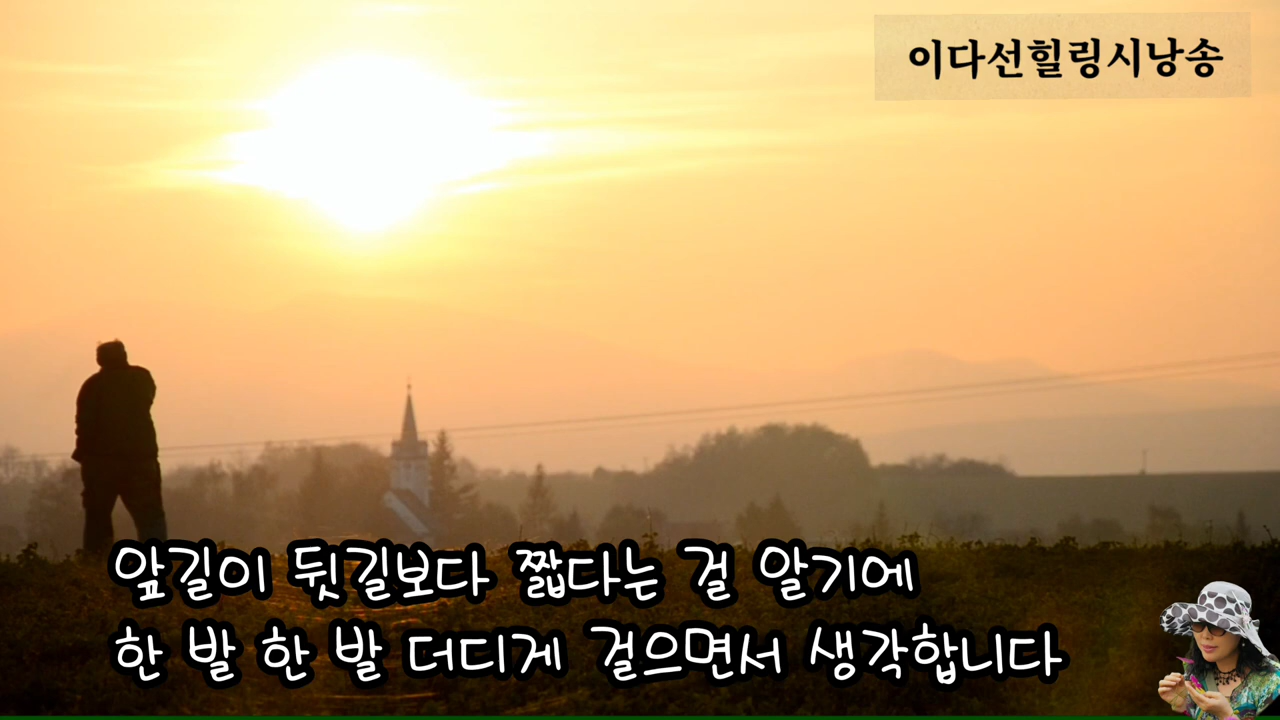 이다선힐링시낭송
앞길이 뒷길보다 짧다는 걸 알기에
한 발 한 발 더디게 걸으면서 생각합니다